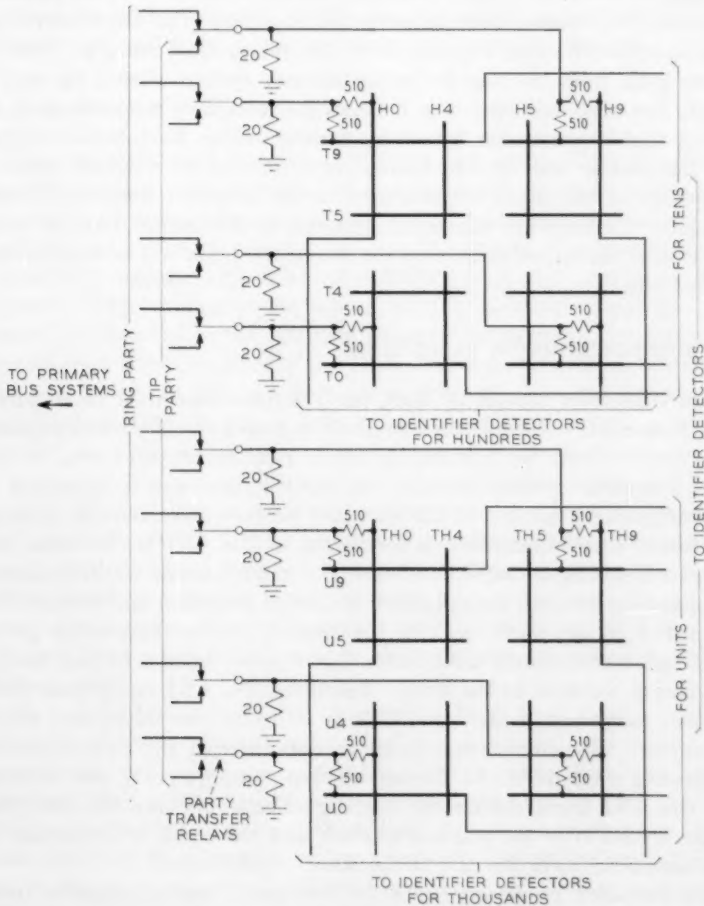 20
20
510
510
H0
H4
H5
510
510
H9
T9
T5
20
20
510
510
T4
T0
510
510
FOR TENS
RING PARTY
TIP PARTY
TO PRIMARY
BUS SYSTEMS
TO IDENTIFIER DETECTORS
FOR HUNDREDS
TO IDENTIFIER DETECTORS
20
20
510
510
TH0
TH4
TH5
510
510
TH9
U9
U5
20
20
510
510
U4
U0
510
510
FOR UNITS
PARTY
TRANSFER
RELAYS
TO IDENTIFIER DETECTORS
FOR THOUSANDS